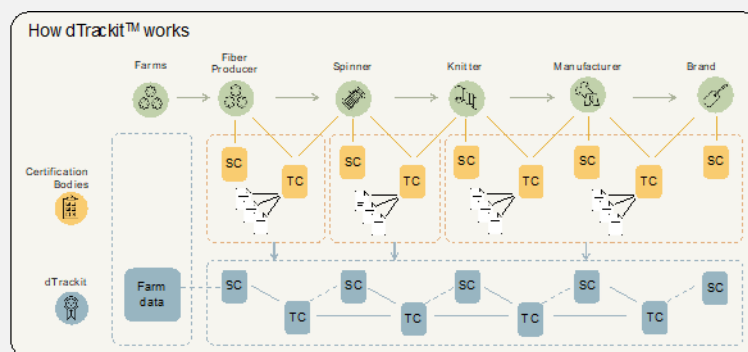 How dTrackit™ works
Farms
Fiber
Producer
Spinner
Knitter
Manufacturer
Brand
Certification
Bodies
SC
TC
SC
TC
SC
TC
SC
TC
SC
dTrackit
Farm
data
SC
TC
SC
TC
SC
TC
SC
TC
SC